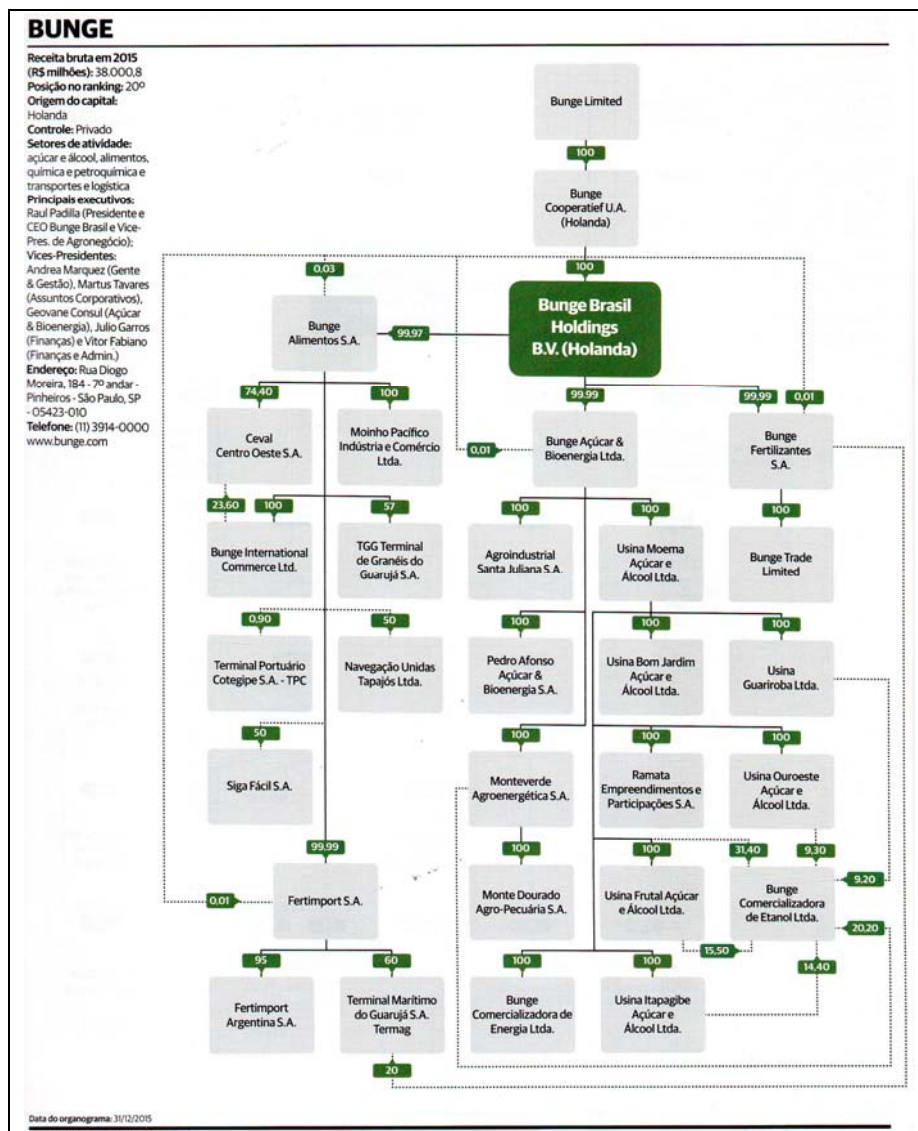 BUNGE
Receita bruta em 2015
(R$ milhões): 38.000,8
Posição no ranking: 20º
Origem do capital:
Holanda
Controle: Privado
Setores de atividade:
açúcar e álcool, alimentos,
química e petroquímica e
transportes e logística
Principais executivos:
Raul Padilla (Presidente e
CEO Bunge Brasil e Vice-
Pres. de Agronegócio);
Vices-Presidentes:
Andrea Marquez (Gente
& Gestão), Martus Tavares
(Assuntos Corporativos),
Geovane Consul (Açúcar
& Bioenergia), Julio Garros
(Finanças) e Vitor Fabiano
(Finanças e Admin.)
Endereço: Rua Diogo
Moreira, 184 - 7º andar -
Pinheiros - São Paulo, SP
- 05423-010
Telefone: (11) 3914-0000
www.bunge.com
Bunge Limited
100
Bunge
Cooperatief U.A.
(Holanda)
0,03
100
Bunge
Alimentos S.A.
99,97
Bunge Brasil
Holdings
B.V. (Holanda)
74,40
100
99,99
99,99
0,01
Ceval
Centro Oeste S.A.
Moinho Pacífico
Indústria e Comércio
Ltda.
0,01
Bunge Açúcar &
Bioenergia Ltda.
Bunge
Fertilizantes
S.A.
23,60
100
57
100
100
100
Bunge International
Commerce Ltd.
TGG Terminal
de Granéis do
Guarujá S.A.
Agroindustrial
Santa Juliana S.A.
Usina Moema
Açúcar e
Álcool Ltda.
Bunge Trade
Limited
0,90
50
100
100
100
Terminal Portuário
Cotegipe S.A. - TPC
Navegação Unidas
Tapajós Ltda.
Pedro Afonso
Açúcar &
Bioenergia S.A.
Usina Bom Jardim
Açúcar e
Álcool Ltda.
Usina
Guariroba Ltda.
50
100
100
100
Siga Fácil S.A.
Monteverde
Agroenergética S.A.
Ramata
Empreendimentos e
Participações S.A.
Usina Ouroeste
Açúcar e
Álcool Ltda.
99,99
100
100
31,40
9,30
0,01
Fertimport S.A.
Monte Dourado
Agro-Pecuária S.A.
Usina Frutal Açúcar
e Álcool Ltda.
Bunge
Comercializadora
de Etanol Ltda.
9,20
20,20
15,50
95
60
100
100
14,40
Fertimport
Argentina S.A.
Terminal Marítimo
do Guarujá S.A.
Termag
Bunge
Comercializadora de
Energia Ltda.
Usina Itapagibe
Açúcar e
Álcool Ltda.
20
Data do organograma: 31/12/2015